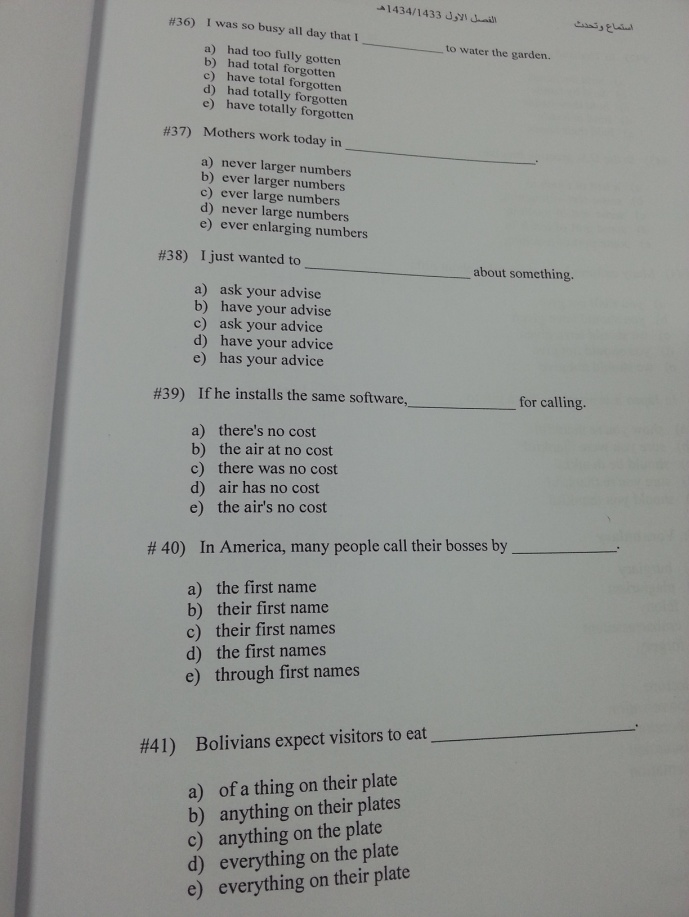 الفصل الاول 1434/1433هـ
استماع وتحدث
#36) I was so busy all day that I ____________ to water the garden.
a) had too fully gotten
b) had total forgotten
c) have total forgotten
d) had totally forgotten
e) have totally forgotten
#37) Mothers work today in ____________.
a) never larger numbers
b) ever larger numbers
c) ever large numbers
d) never large numbers
e) ever enlarging numbers
#38) I just wanted to ____________ about something.
a) ask your advise
b) have your advise
c) ask your advice
d) have your advice
e) has your advice
#39) If he installs the same software,____________ for calling.
a) there's no cost
b) the air at no cost
c) there was no cost
d) air has no cost
e) the air's no cost
# 40) In America, many people call their bosses by ____________.
a) the first name
b) their first name
c) their first names
d) the first names
e) through first names
#41) Bolivians expect visitors to eat ____________.
a) of a thing on their plate
b) anything on their plates
c) anything on the plate
d) everything on the plate
e) everything on their plate